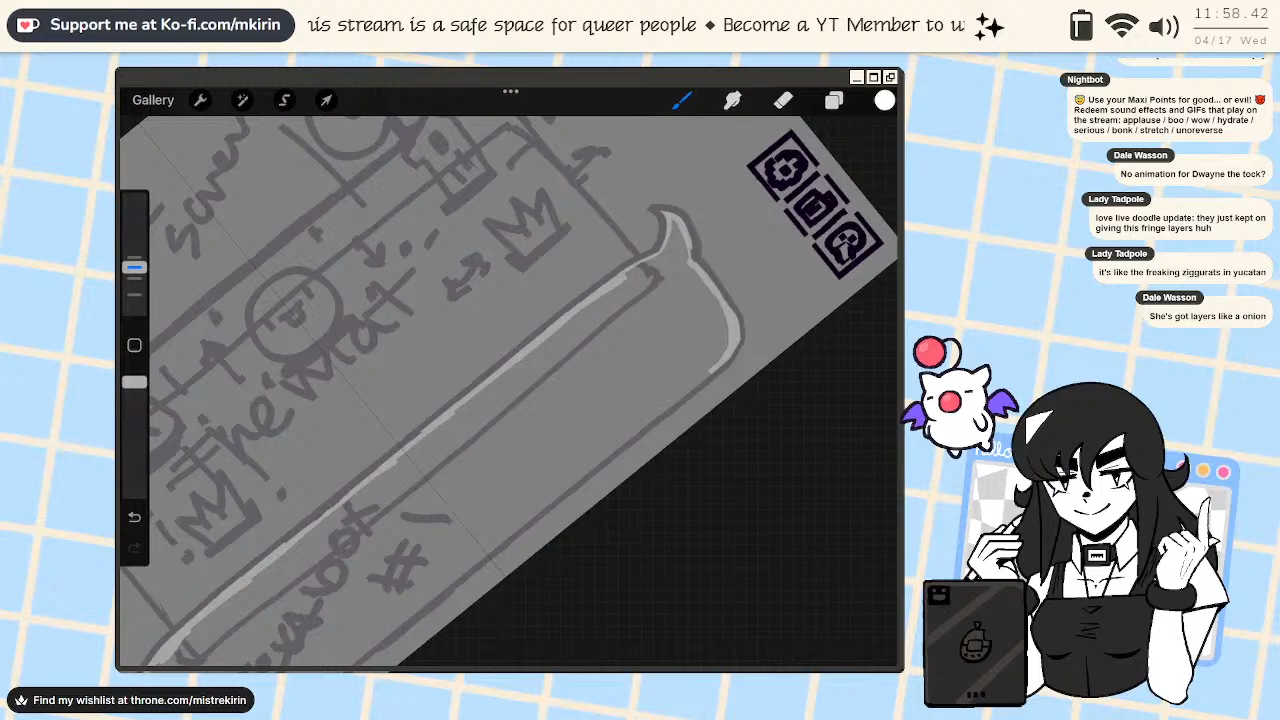 Support me at Ko-fi.com/mkirin
is stream is a safe space for queer people ◆ Become a YT Member to
11:58.42
04/17 Wed
Gallery
Nightbot
😇 Use your Maxi Points for good... or evil! 😈
Redeem sound effects and GIFs that play on
the stream: applause / boo / wow / hydrate /
serious / bonk / stretch / unoreverse
Dale Wasson
No animation for Dwayne the tock?
Lady Tadpole
love live doodle update: they just kept on
giving this fringe layers huh
Lady Tadpole
it's like the freaking ziggurats in yucatan
Dale Wasson
She's got layers like a onion
Find my wishlist at throne.com/mistrekirin